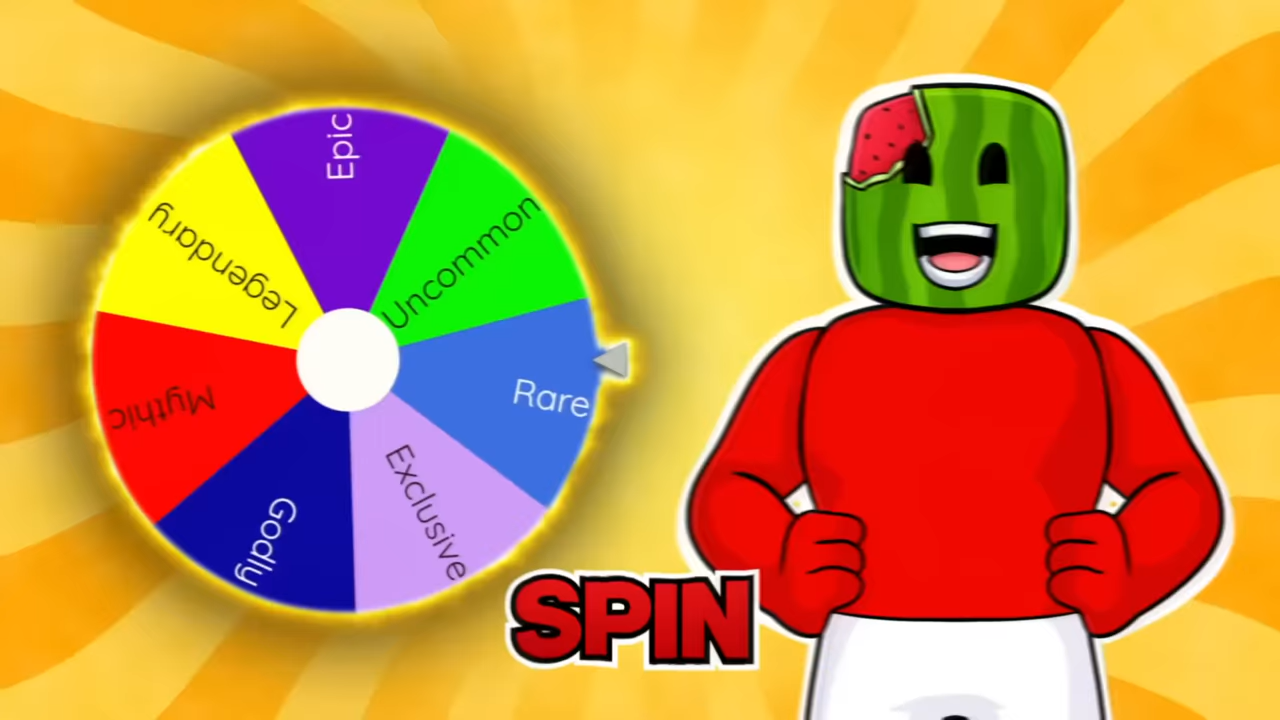 Epic
Uncommon
Legendary
Rare
Mythic
Exclusive
Godly
SPIN